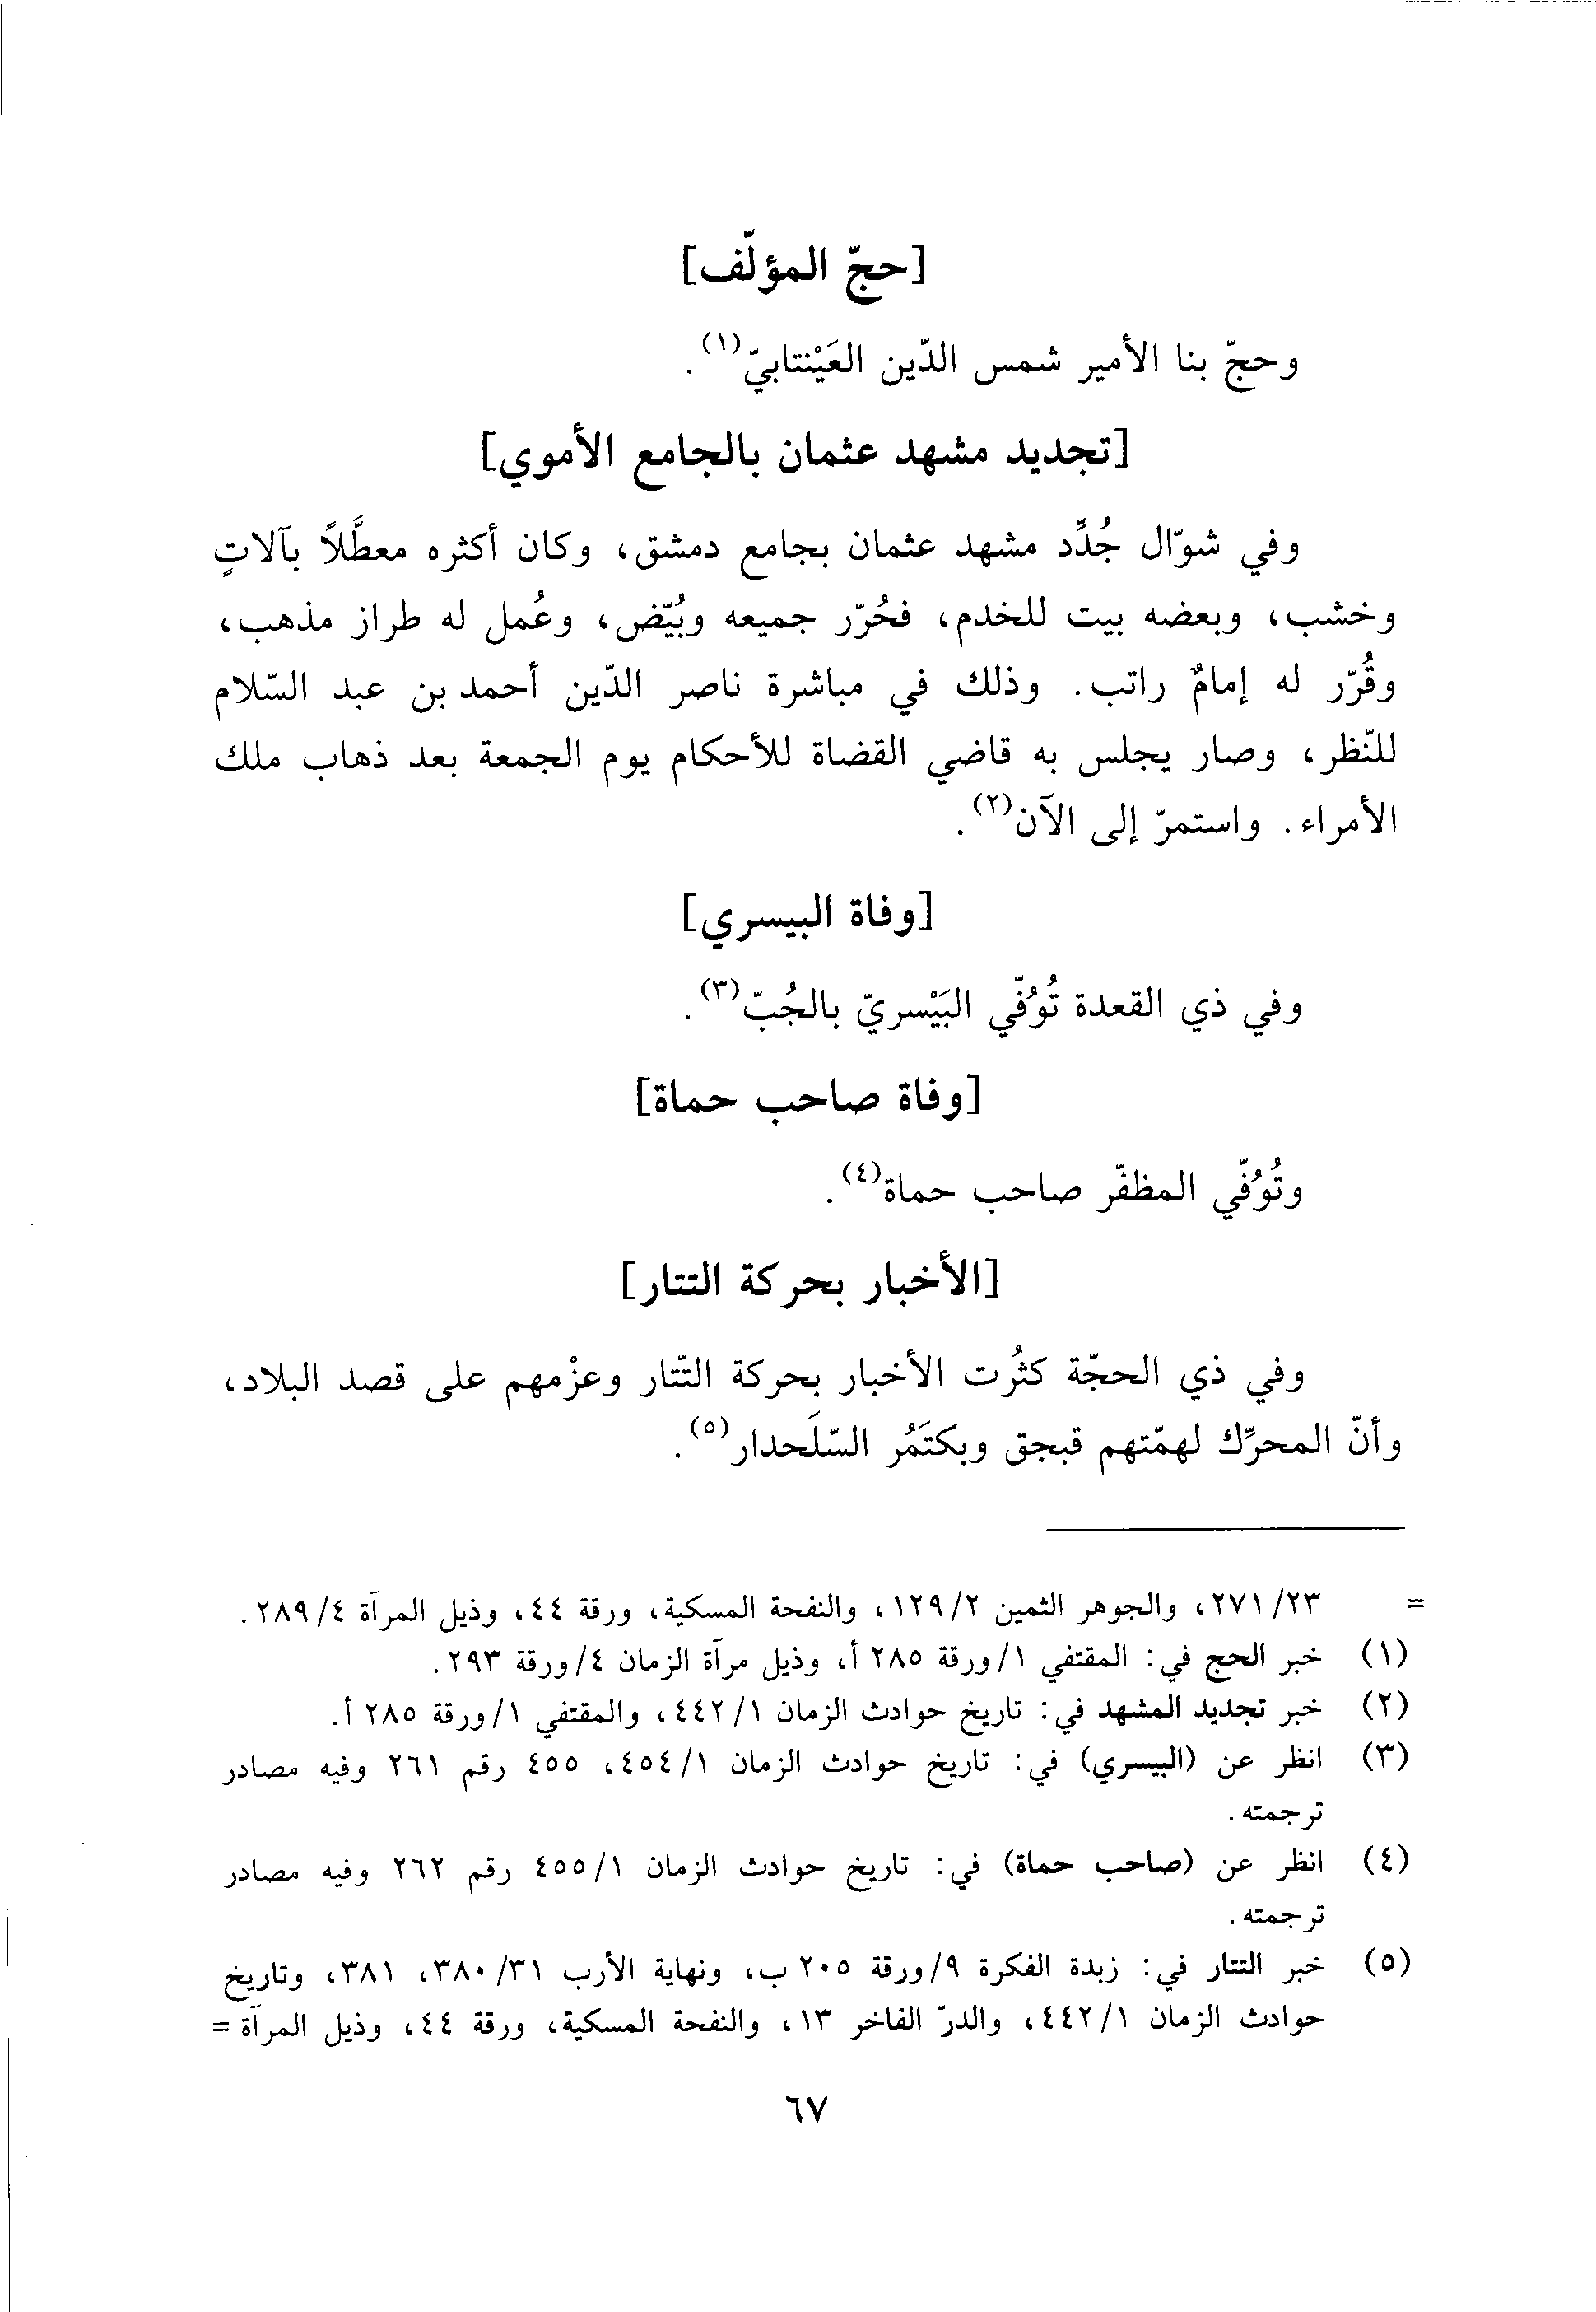 [حجّ المؤلّف]
وحجّ بنا الأمير شمس الدّين العَيْنتابيّ(١).
[تجديد مشهد عثمان بالجامع الأموي]
وفي شوّال جُدِّد مشهد عثمان بجامع دمشق، وكان أكثره معطَّلاً بآلاتٍ
وخشب، وبعضه بيت للخدم، فحُرّر جميعه وبُيّض، وعُمل له طراز مذهب،
وقُرّر له إمامٌ راتب. وذلك في مباشرة ناصر الدّين أحمد بن عبد السّلام
للنّظر، وصار يجلس به قاضي القضاة للأحكام يوم الجمعة بعد ذهاب ملك
الأمراء. واستمرّ إلى الآن(٢).
[وفاة البيسري]
وفي ذي القعدة تُوُفّي البَيْسريّ بالجُبّ(٣).
[وفاة صاحب حماة]
وتُوُفّي المظفّر صاحب حماة(٤).
[الأخبار بحركة التتار]
وفي ذي الحجّة كثُرت الأخبار بحركة التّتار وعزْمهم على قصد البلاد،
وأنّ المحرِّك لهمّتهم قبجق وبكتَمُر السّلَحدار(٥).
= ٢٧١/٢٣، والجوهر الثمين ١٢٩/٢، والنفحة المسكية، ورقة ٤٤، وذيل المرآة ٢٨٩/٤.
(١) خبر الحج في: المقتفي ١/ورقة ٢٨٥ أ، وذيل مرآة الزمان ٤/ورقة ٢٩٣.
(٢) خبر تجديد المشهد في: تاريخ حوادث الزمان ٤٤٢/١، والمقتفي ١/ورقة ٢٨٥ أ.
(٣) انظر عن (البيسري) في: تاريخ حوادث الزمان ٤٥٤/١، ٤٥٥ رقم ٢٦١ وفيه مصادر
ترجمته.
(٤) انظر عن (صاحب حماة) في: تاريخ حوادث الزمان ٤٥٥/١ رقم ٢٦٢ وفيه مصادر
ترجمته.
(٥) خبر التتار في: زبدة الفكرة ٩/ورقة ٢٠٥ ب، ونهاية الأرب ٣٨٠/٣١، ٣٨١، وتاريخ
حوادث الزمان ٤٤٢/١، والدرّ الفاخر ١٣، والنفحة المسكية، ورقة ٤٤، وذيل المرآة =
٦٧